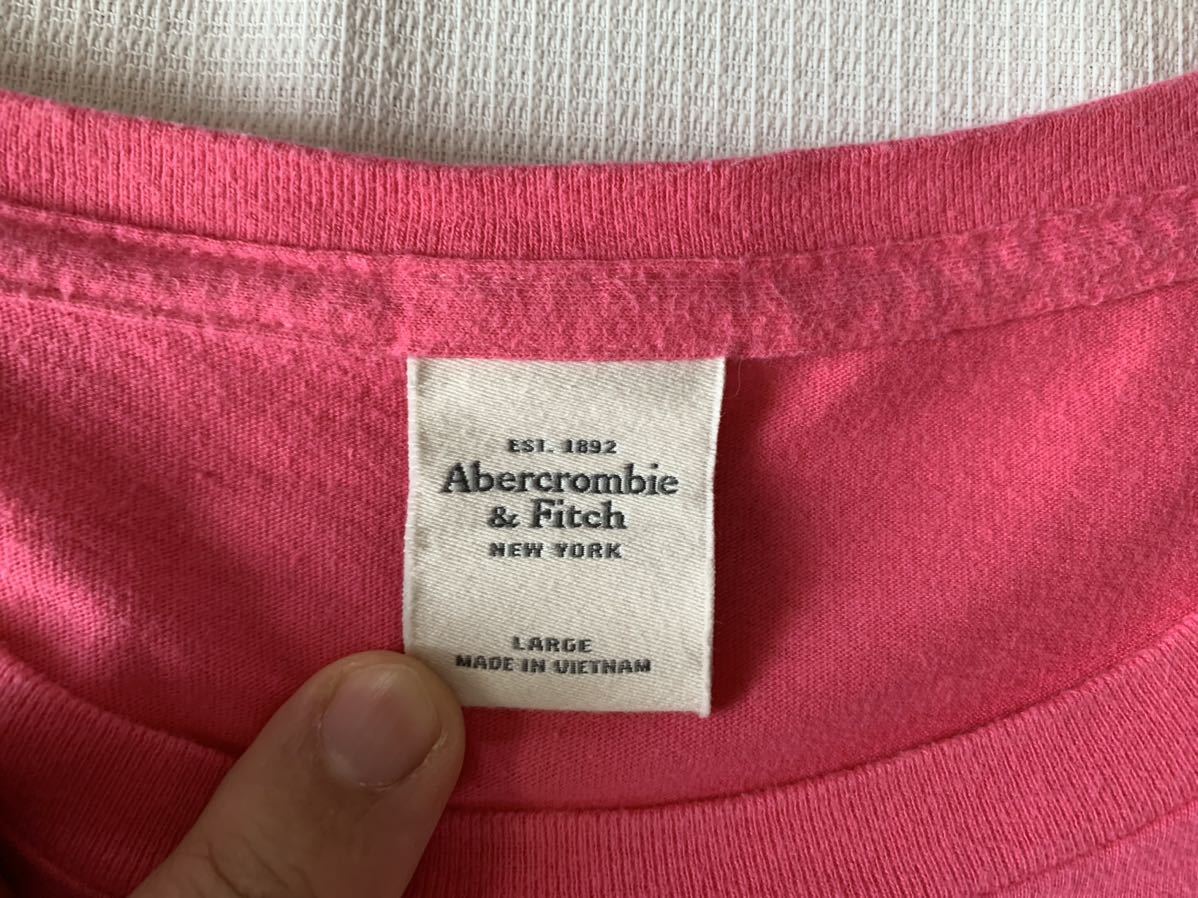 EST. 1892
Abercrombie
& Fitch
NEW YORK
LARGE
MADE IN VIETNAM